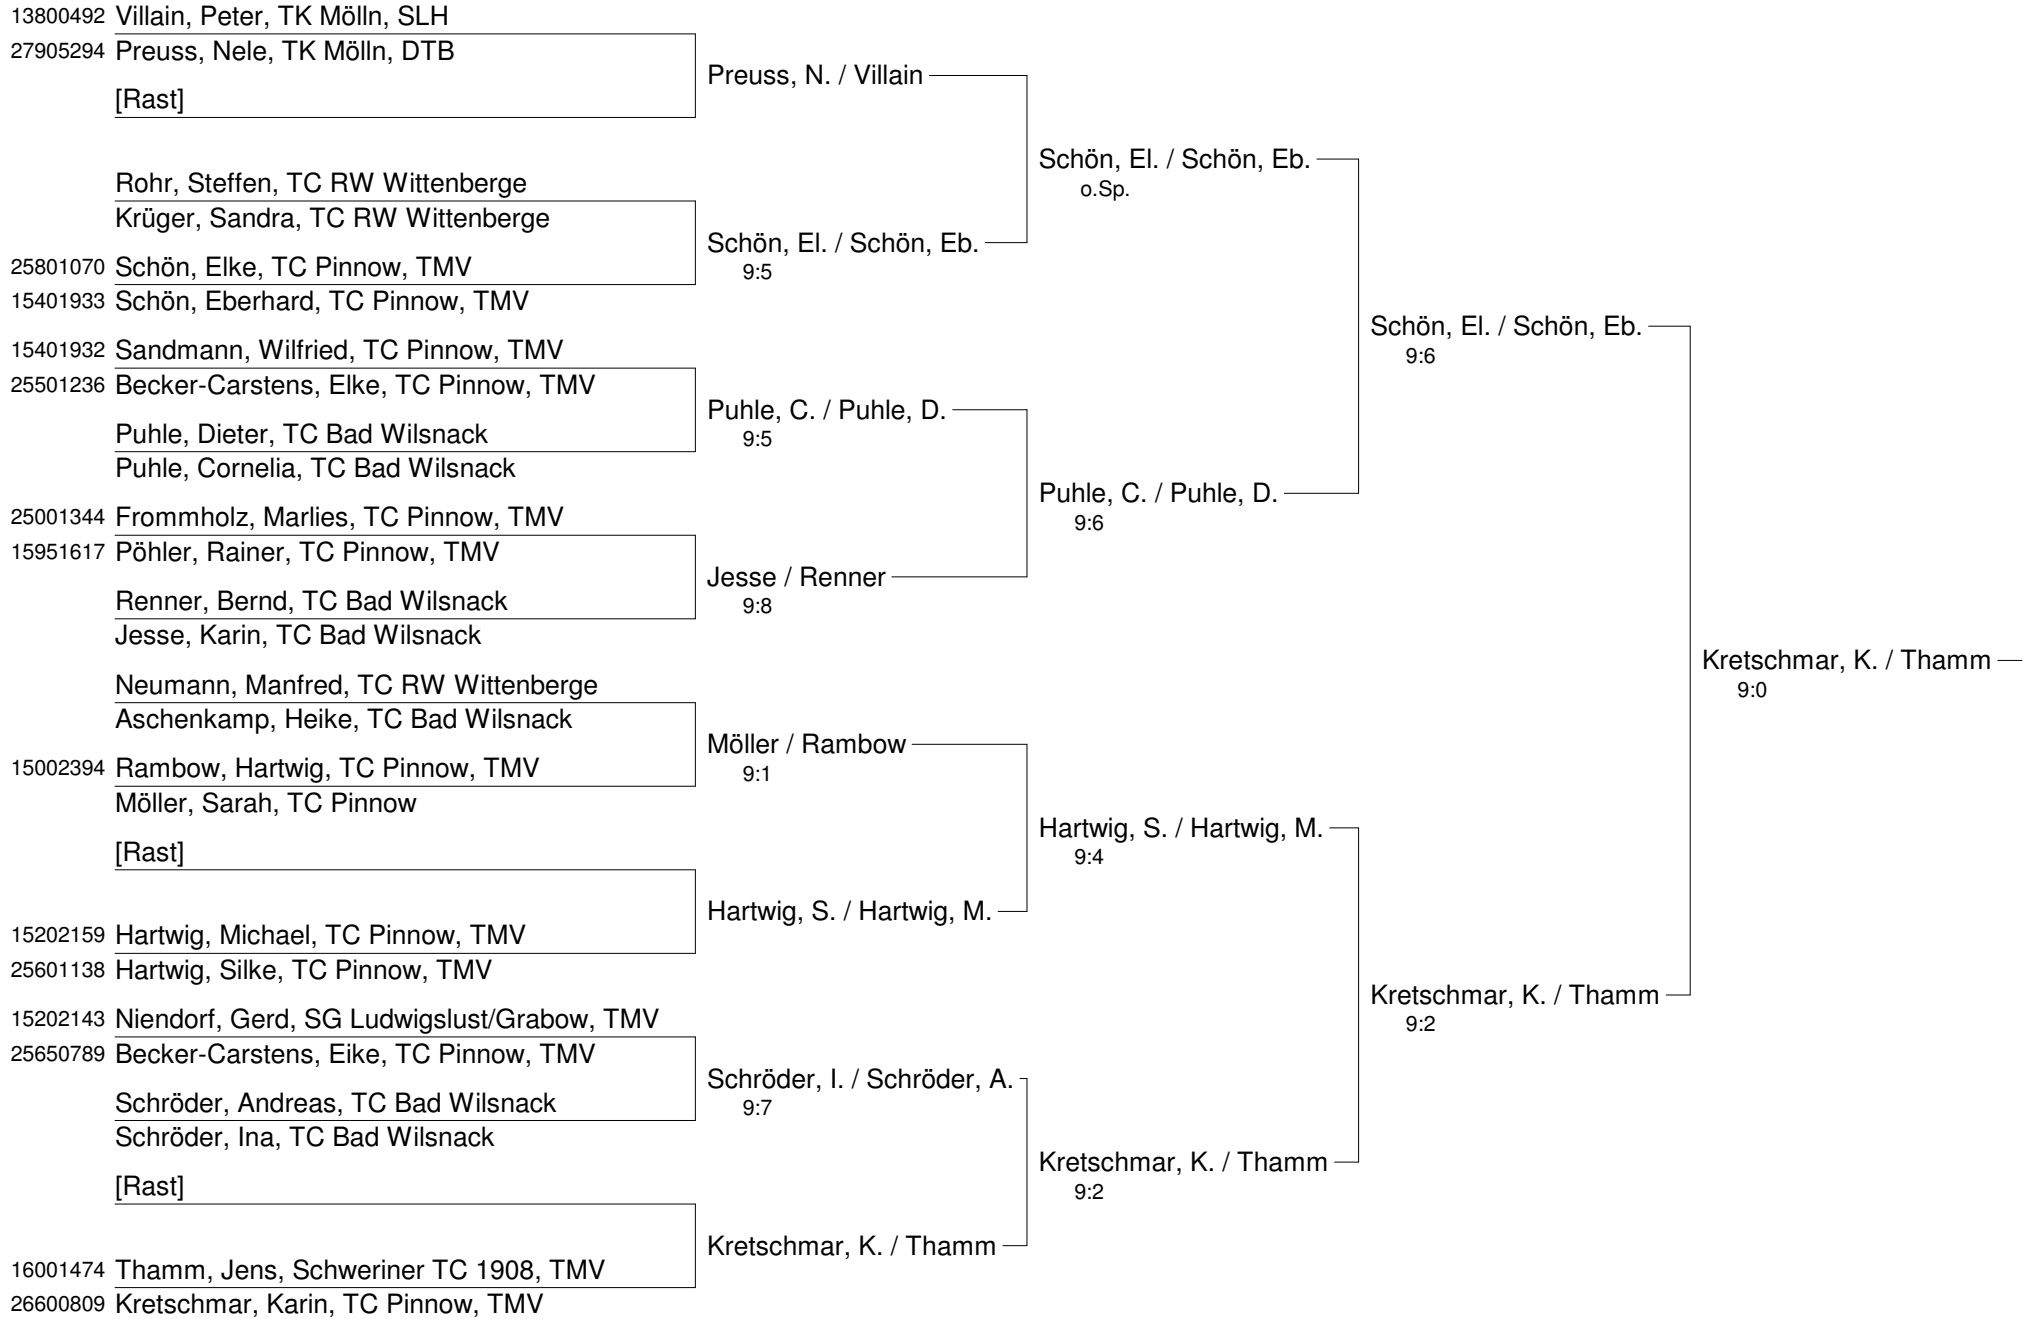 13800492 Villain, Peter, TK Mölln, SLH
27905294 Preuss, Nele, TK Mölln, DTB
Preuss, N. / Villain
[Rast]
Schön, El. / Schön, Eb.
o.Sp.
Rohr, Steffen, TC RW Wittenberge
Krüger, Sandra, TC RW Wittenberge
Schön, El. / Schön, Eb.
9:5
25801070 Schön, Elke, TC Pinnow, TMV
15401933 Schön, Eberhard, TC Pinnow, TMV
Schön, El. / Schön, Eb.
9:6
15401932 Sandmann, Wilfried, TC Pinnow, TMV
25501236 Becker-Carstens, Elke, TC Pinnow, TMV
Puhle, C. / Puhle, D.
9:5
Puhle, Dieter, TC Bad Wilsnack
Puhle, Cornelia, TC Bad Wilsnack
Puhle, C. / Puhle, D.
9:6
25001344 Frommholz, Marlies, TC Pinnow, TMV
15951617 Pöhler, Rainer, TC Pinnow, TMV
Jesse / Renner
9:8
Renner, Bernd, TC Bad Wilsnack
Jesse, Karin, TC Bad Wilsnack
Kretschmar, K. / Thamm
9:0
Neumann, Manfred, TC RW Wittenberge
Aschenkamp, Heike, TC Bad Wilsnack
Möller / Rambow
9:1
15002394 Rambow, Hartwig, TC Pinnow, TMV
Möller, Sarah, TC Pinnow
Hartwig, S. / Hartwig, M.
9:4
[Rast]
Hartwig, S. / Hartwig, M.
15202159 Hartwig, Michael, TC Pinnow, TMV
25601138 Hartwig, Silke, TC Pinnow, TMV
Kretschmar, K. / Thamm
9:2
15202143 Niendorf, Gerd, SG Ludwigslust/Grabow, TMV
25650789 Becker-Carstens, Eike, TC Pinnow, TMV
Schröder, I. / Schröder, A.
9:7
Schröder, Andreas, TC Bad Wilsnack
Schröder, Ina, TC Bad Wilsnack
Kretschmar, K. / Thamm
9:2
[Rast]
Kretschmar, K. / Thamm
16001474 Thamm, Jens, Schweriner TC 1908, TMV
26600809 Kretschmar, Karin, TC Pinnow, TMV